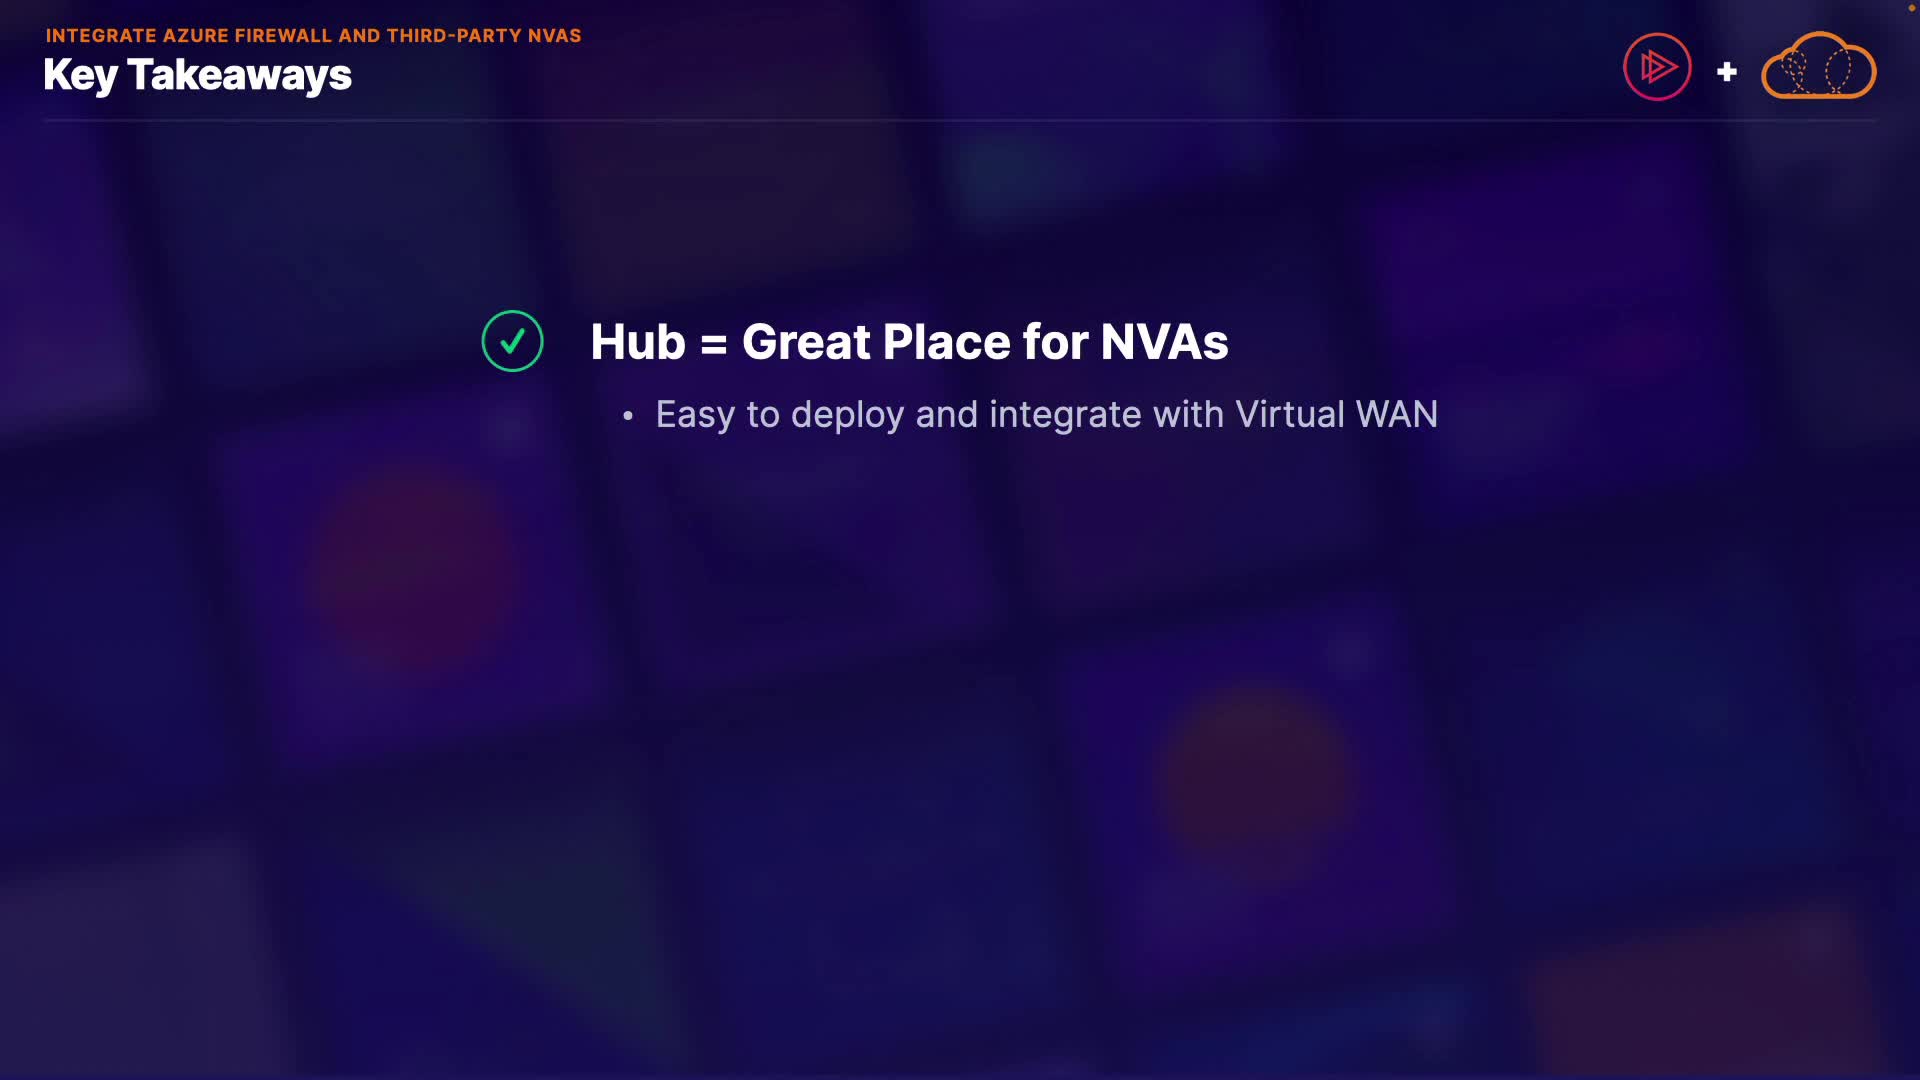 INTEGRATE AZURE FIREWALL AND THIRD-PARTY NVAS
Key Takeaways
Hub = Great Place for NVAs
• Easy to deploy and integrate with Virtual WAN